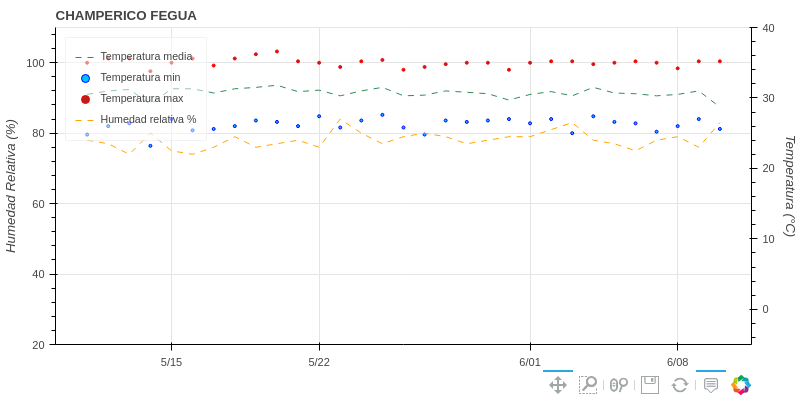 CHAMPERICO FEGUA
Temperatura media
Temperatura min
Temperatura max
Humedad relativa %
Humedad Relativa (%)
100
80
60
40
20
Temperatura (°C)
40
30
20
10
0
5/15
5/22
6/01
6/08